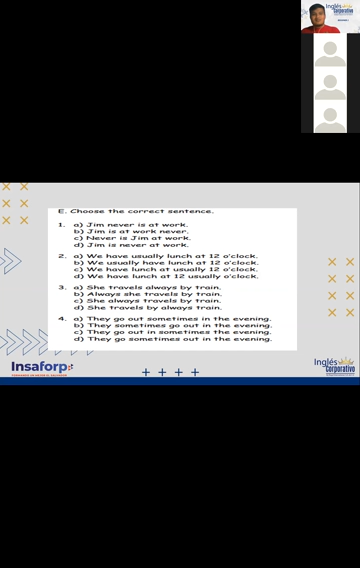 Inglés
Corporativo
E. Choose the correct sentence.
1. a) Jim never is at work.
b) Jim is at work never.
c) Never is Jim at work.
d) Jim is never at work.
2. a) We have usually lunch at 12 o'clock.
b) We usually have lunch at 12 o'clock.
c) We have lunch at usually 12 o'clock.
d) We have lunch at 12 usually o'clock.
3. a) She travels always by train.
b) Always she travels by train.
c) She always travels by train.
d) She travels by always train.
4. a) They go out sometimes in the evening.
b) They sometimes go out in the evening.
c) They go out in sometimes the evening.
d) They go sometimes out in the evening.
Insaforp
Inglés
Corporativo